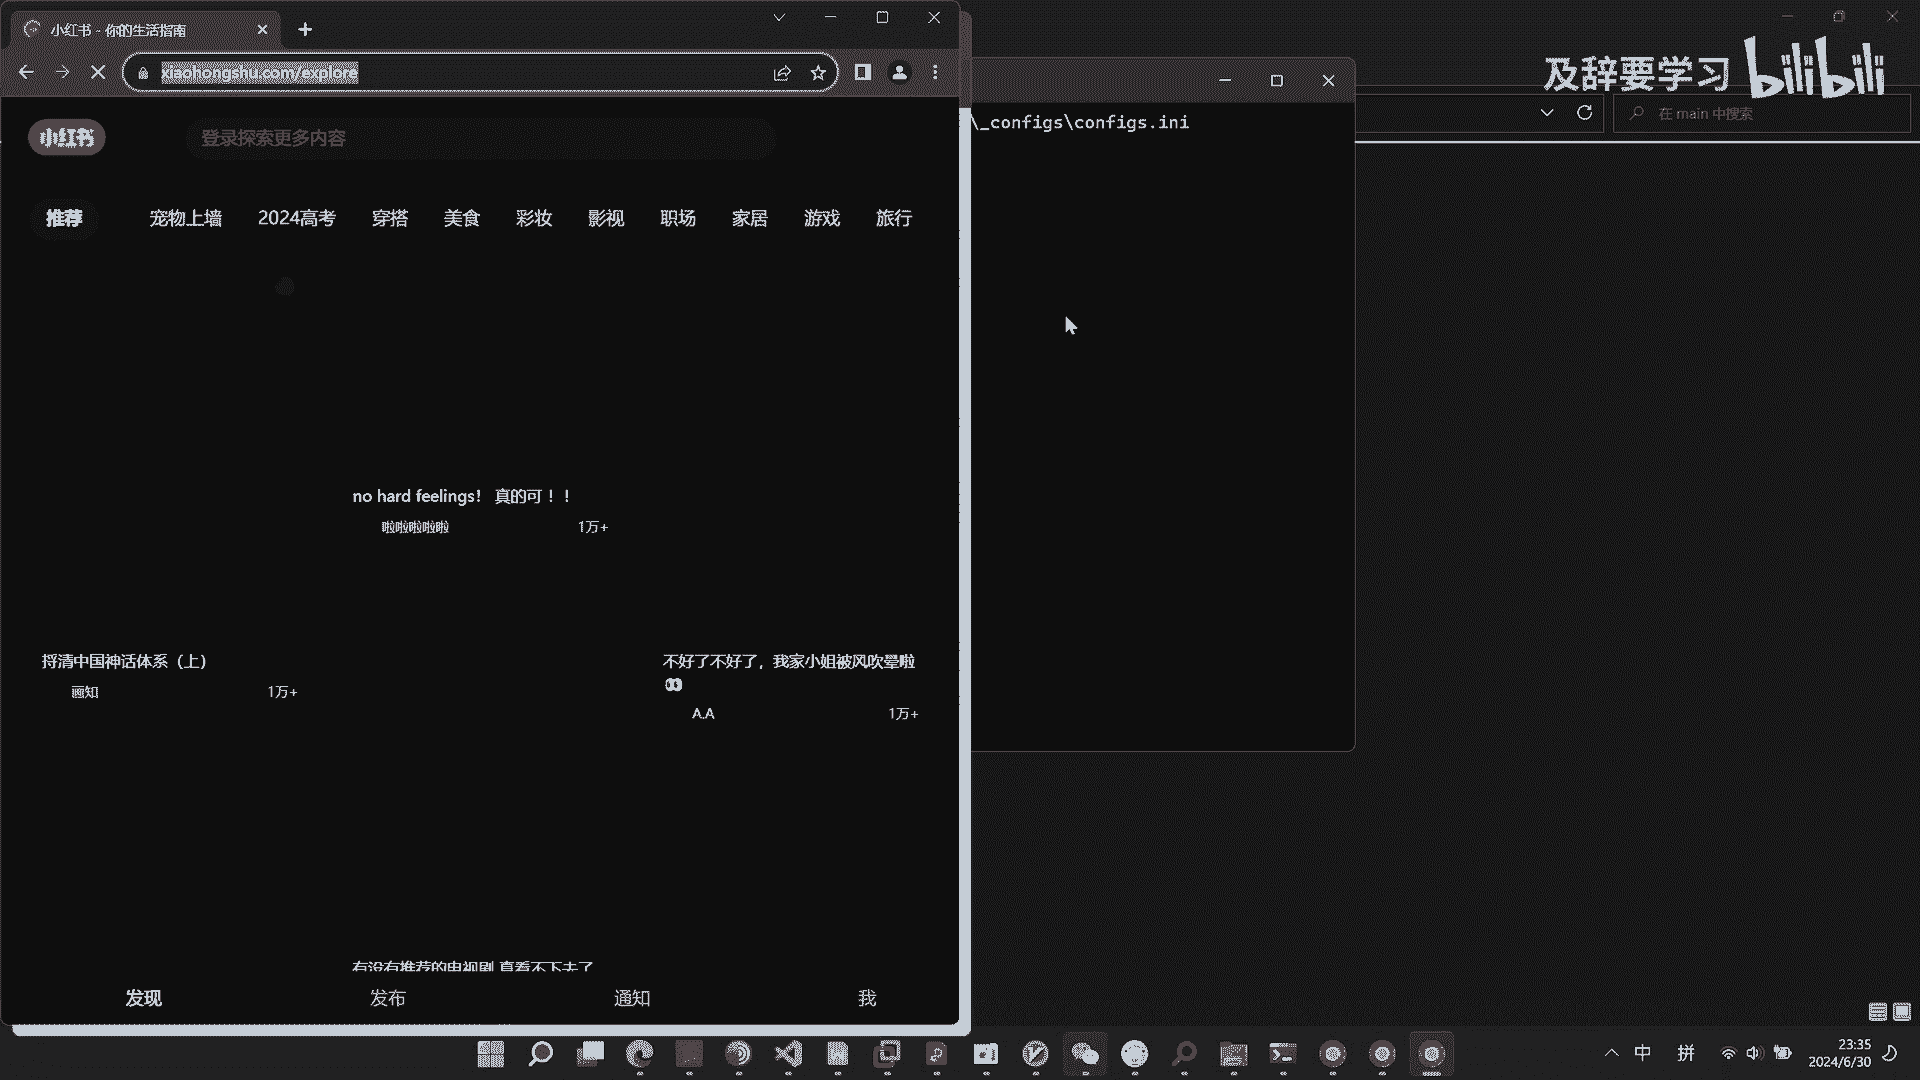 小红书 - 你的生活指南
xiaohongshu.com/explore
及辞要学习 bilibili
\_configs\configs.ini
在 main 中搜索
小红书
登录探索更多内容
推荐 宠物上墙 2024高考 穿搭 美食 彩妆 影视 职场 家居 游戏 旅行
no hard feelings! 真的可！！
啦啦啦啦啦 1万+
捋清中国神话体系（上）
画知 1万+
不好了不好了，我家小姐被风吹晕啦
A.A 1万+
有没有推荐的电视剧 真看不下去了
发现 发布 通知 我
中 拼
23:35
2024/6/30